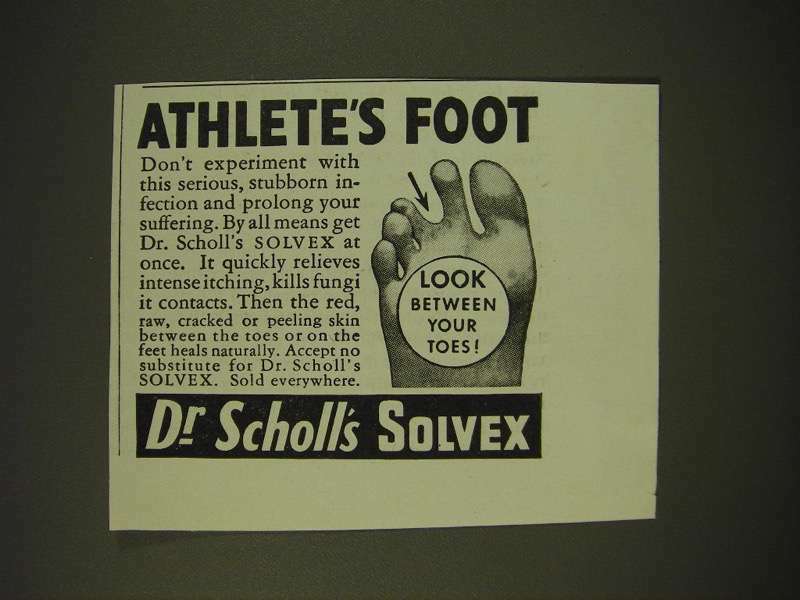 ATHLETE'S FOOT
Don't experiment with
this serious, stubborn in-
fection and prolong your
suffering. By all means get
Dr. Scholl's SOLVEX at
once. It quickly relieves
intense itching, kills fungi
it contacts. Then the red,
raw, cracked or peeling skin
between the toes or on the
feet heals naturally. Accept no
substitute for Dr. Scholl's
SOLVEX. Sold everywhere.
LOOK
BETWEEN
YOUR
TOES!
Dr Scholl's SOLVEX